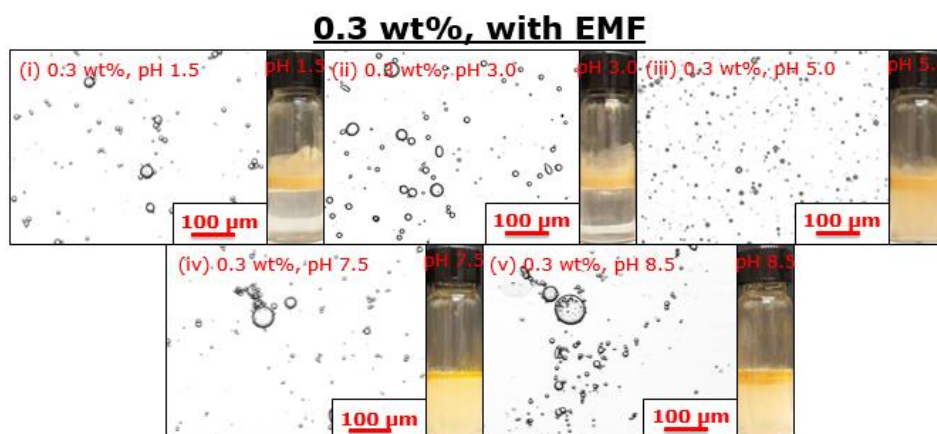 0.3 wt%, with EMF
(i) 0.3 wt%, pH 1.5
pH 1.5
(ii) 0.3 wt%, pH 3.0
pH 3.0
(iii) 0.3 wt%, pH 5.0
pH 5.
100 µm
100 µm
100 µm
(iv) 0.3 wt%, pH 7.5
pH 7.5
(v) 0.3 wt%, pH 8.5
pH 8.5
100 µm
100 µm